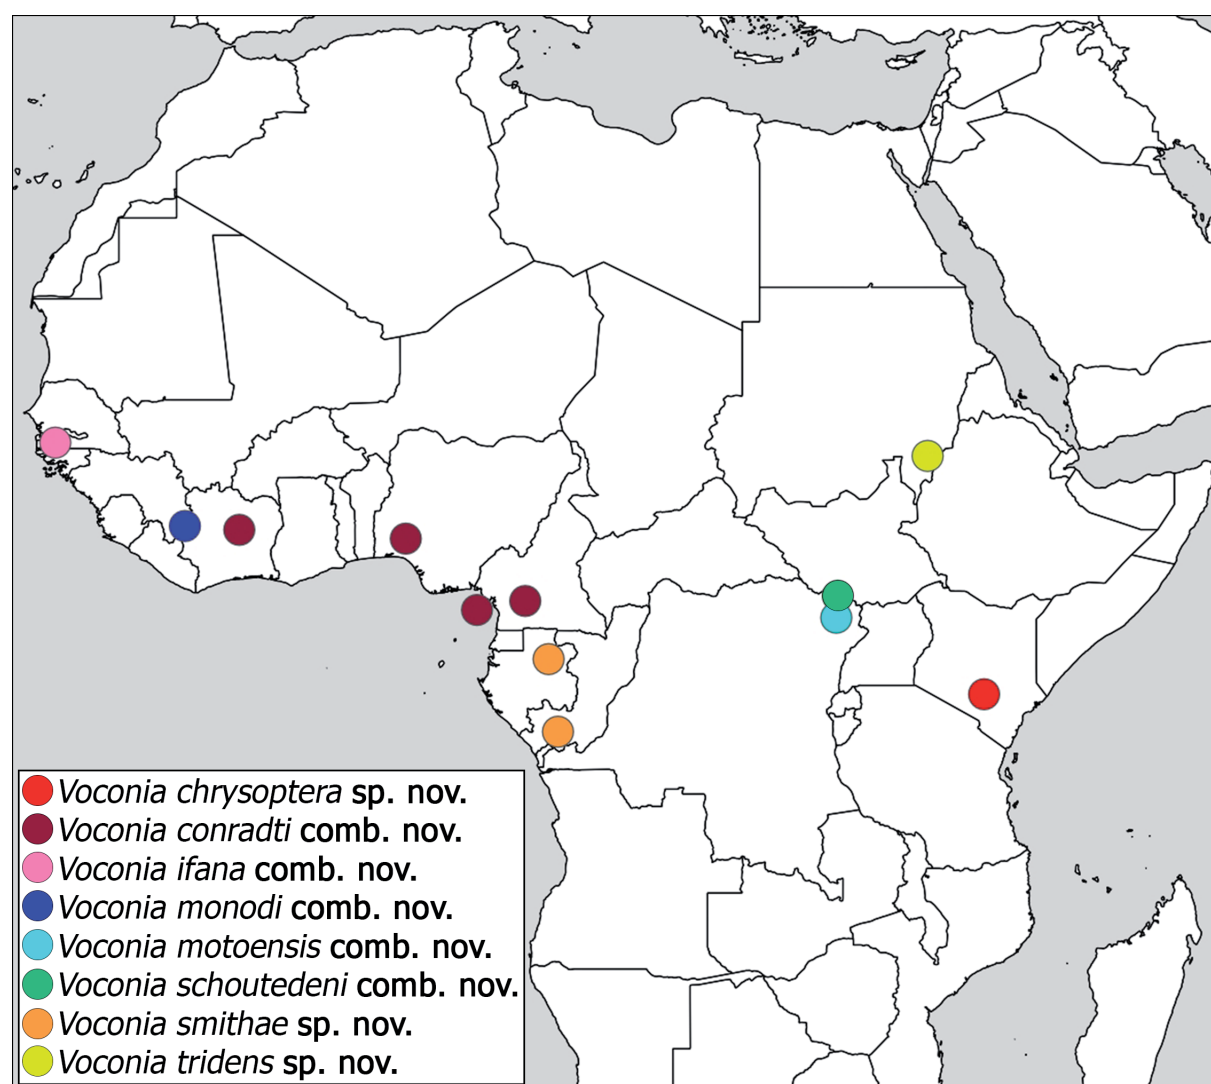 Voconia chrysoptera sp. nov.
Voconia conradti comb. nov.
Voconia ifana comb. nov.
Voconia monodi comb. nov.
Voconia motoensis comb. nov.
Voconia schoutedeni comb. nov.
Voconia smithae sp. nov.
Voconia tridens sp. nov.